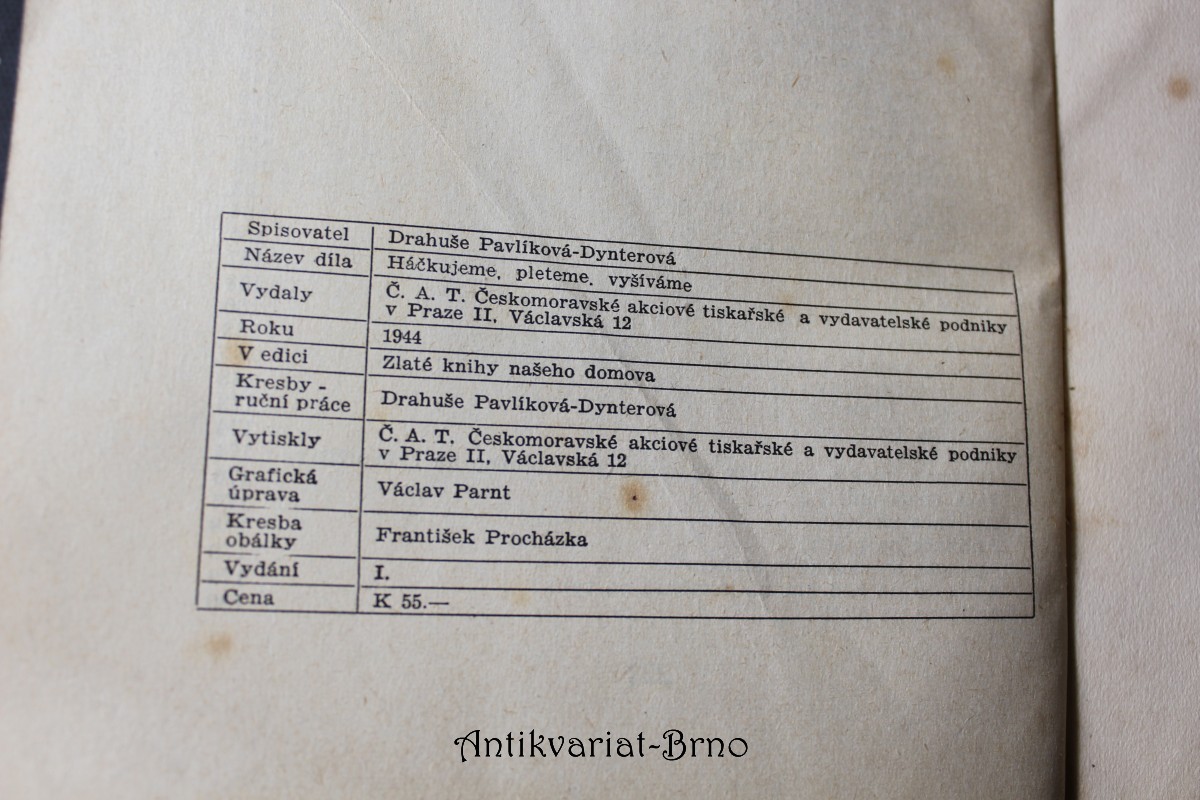 Spisovatel Drahuše Pavlíková-Dynterová
Název díla Háčkujeme, pleteme, vyšíváme
Vydaly Č. A. T. Českomoravské akciové tiskařské a vydavatelské podniky
v Praze II, Václavská 12
Roku 1944
V edici Zlaté knihy našeho domova
Kresby -
ruční práce Drahuše Pavlíková-Dynterová
Vytiskly Č. A. T. Českomoravské akciové tiskařské a vydavatelské podniky
v Praze II, Václavská 12
Grafická
úprava Václav Parnt
Kresba
obálky František Procházka
Vydání I.
Cena K 55.—
Antikvariat-Brno